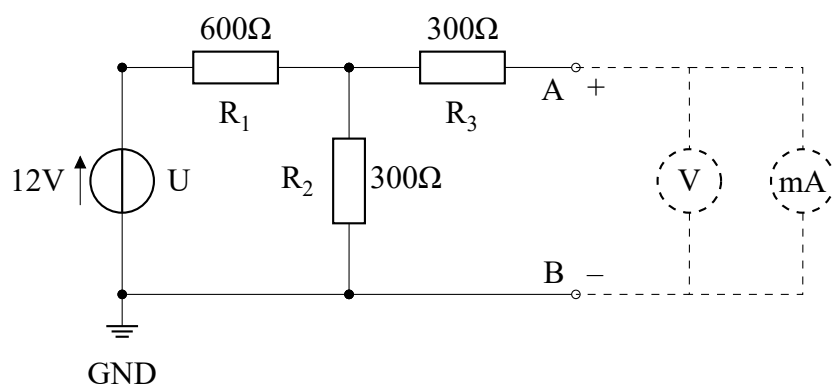 600Ω
300Ω
R1
R3
A
+
12V
U
R2
300Ω
V
mA
B
–
GND